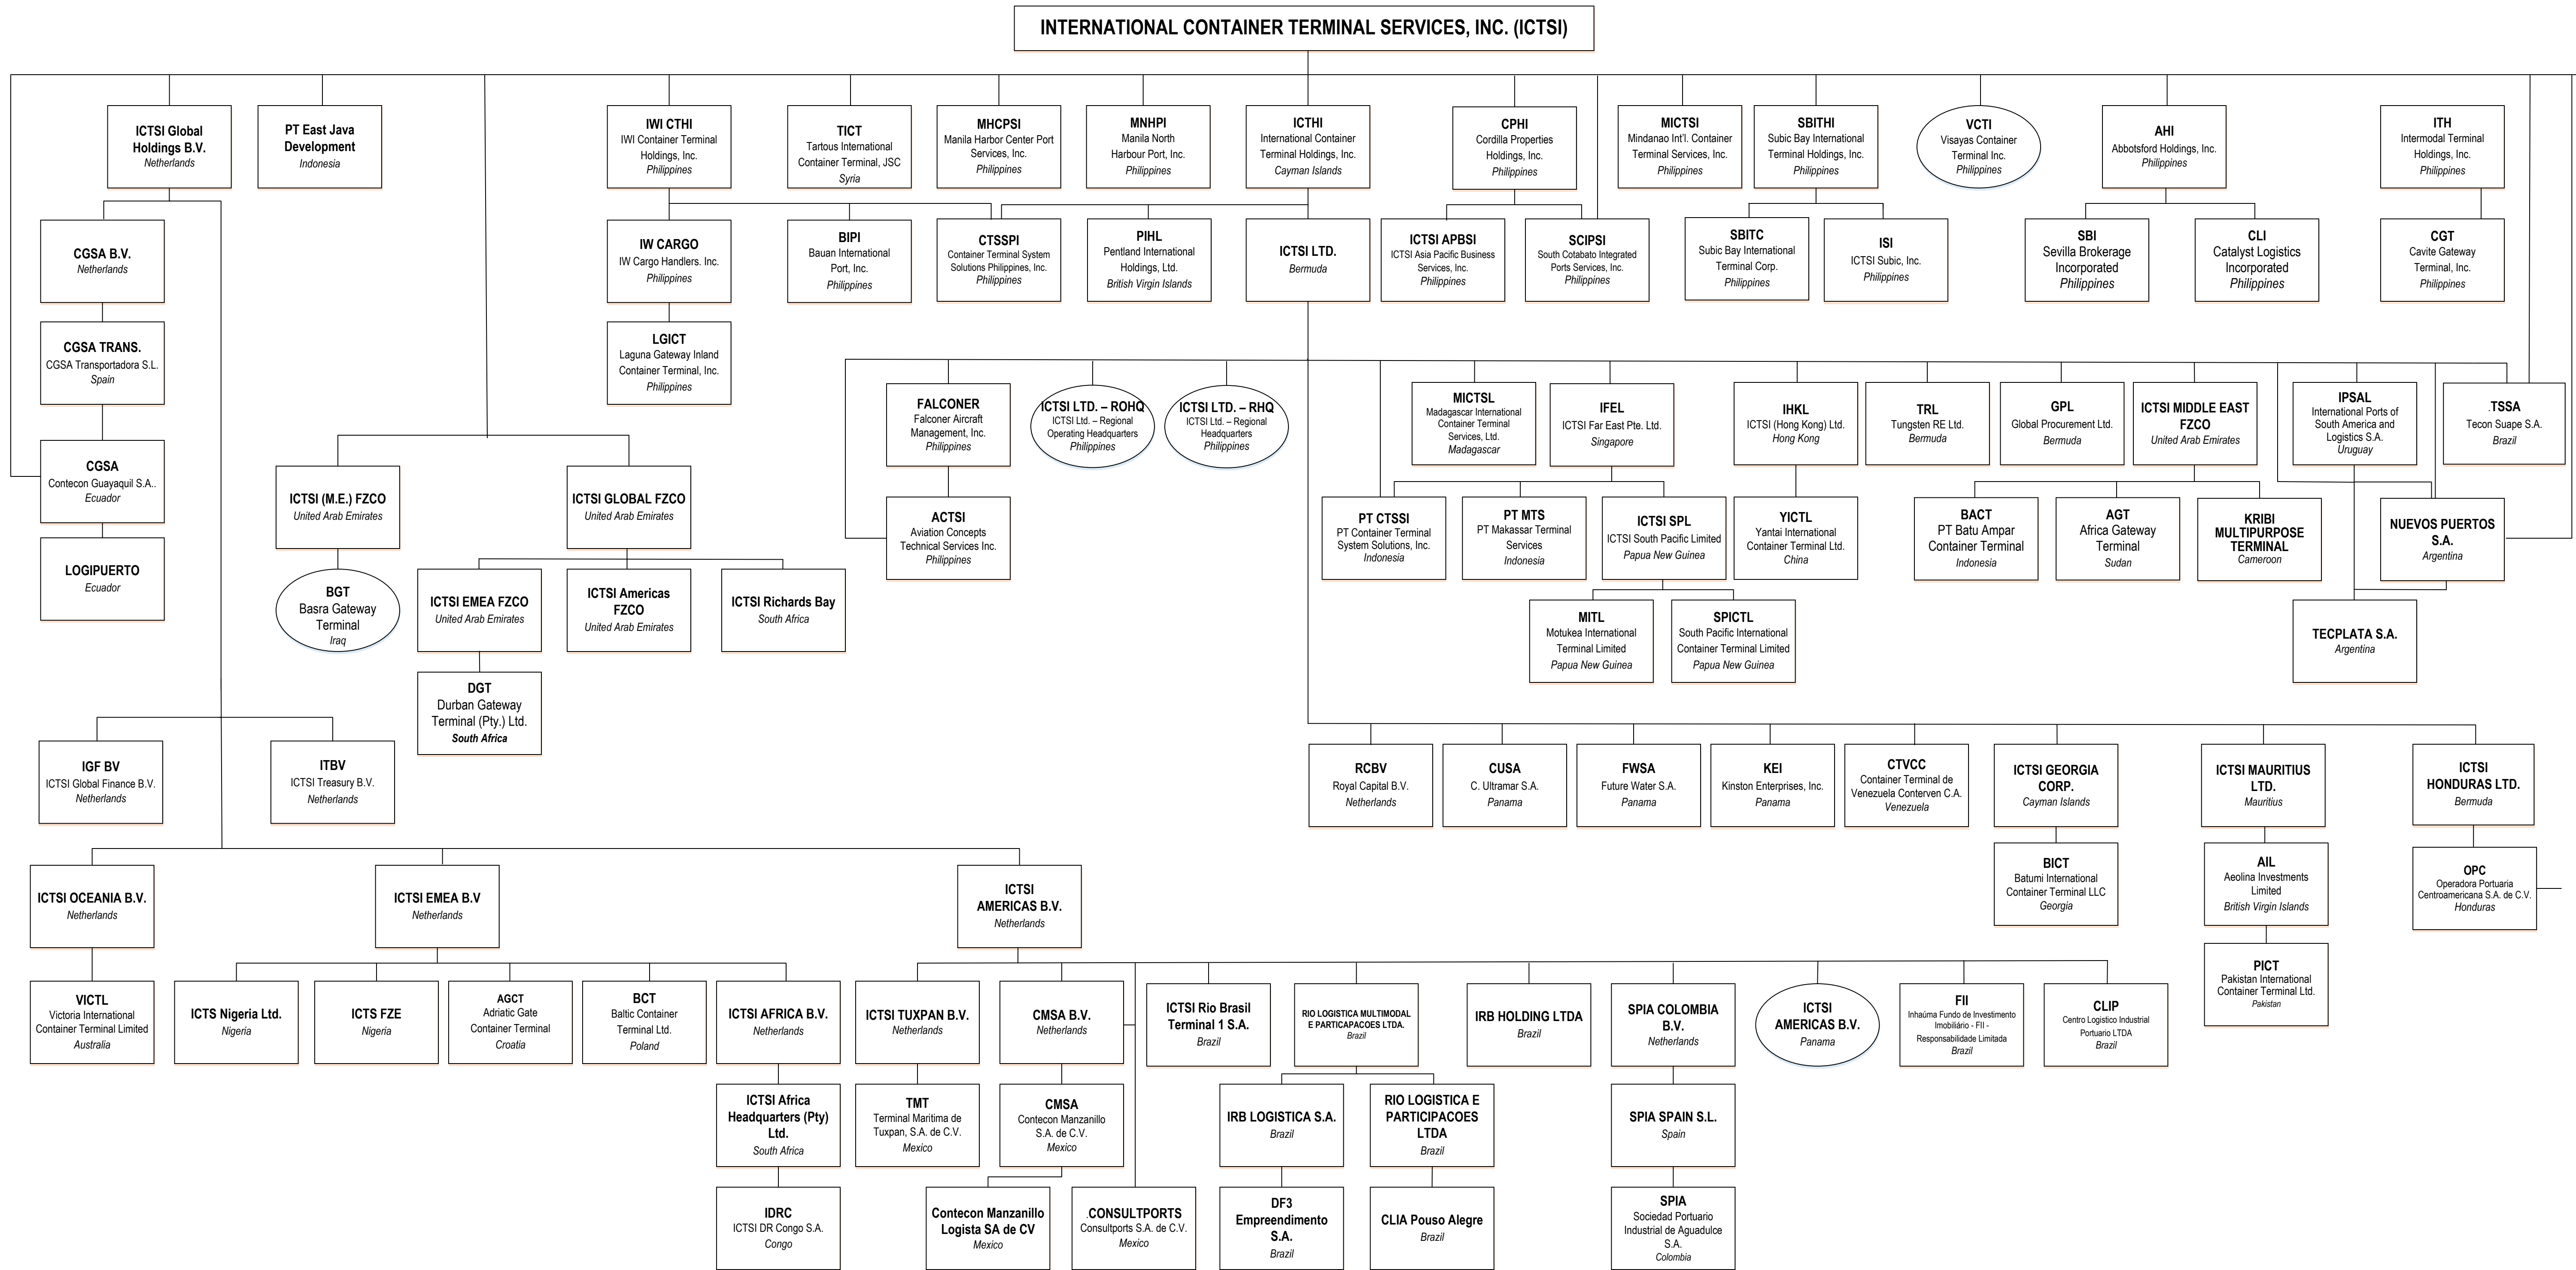 INTERNATIONAL CONTAINER TERMINAL SERVICES, INC. (ICTSI)
ICTSI Global
Holdings B.V.
Netherlands
PT East Java
Development
Indonesia
IWI CTHI
IWI Container Terminal
Holdings, Inc.
Philippines
TICT
Tartous International
Container Terminal, JSC
Syria
MHCPSI
Manila Harbor Center Port
Services, Inc.
Philippines
MNHPI
Manila North
Harbour Port, Inc.
Philippines
ICTHI
International Container
Terminal Holdings, Inc.
Cayman Islands
CPHI
Cordilla Properties
Holdings, Inc.
Philippines
MICTSI
Mindanao Int'l. Container
Terminal Services, Inc.
Philippines
SBITHI
Subic Bay International
Terminal Holdings, Inc.
Philippines
VCTI
Visayas Container
Terminal Inc.
Philippines
AHI
Abbotsford Holdings, Inc.
Philippines
ITH
Intermodal Terminal
Holdings, Inc.
Philippines
CGSA B.V.
Netherlands
IW CARGO
IW Cargo Handlers. Inc.
Philippines
BIPI
Bauan International
Port, Inc.
Philippines
CTSSPI
Container Terminal System
Solutions Philippines, Inc.
Philippines
PIHL
Pentland International
Holdings, Ltd.
British Virgin Islands
ICTSI LTD.
Bermuda
ICTSI APBSI
ICTSI Asia Pacific Business
Services, Inc.
Philippines
SCIPSI
South Cotabato Integrated
Ports Services, Inc.
Philippines
SBITC
Subic Bay International
Terminal Corp.
Philippines
ISI
ICTSI Subic, Inc.
Philippines
SBI
Sevilla Brokerage
Incorporated
Philippines
CLI
Catalyst Logistics
Incorporated
Philippines
CGT
Cavite Gateway
Terminal, Inc.
Philippines
CGSA TRANS.
CGSA Transportadora S.L.
Spain
LGICT
Laguna Gateway Inland
Container Terminal, Inc.
Philippines
FALCONER
Falconer Aircraft
Management, Inc.
Philippines
ICTSI LTD. – ROHQ
ICTSI Ltd. – Regional
Operating Headquarters
Philippines
ICTSI LTD. – RHQ
ICTSI Ltd. – Regional
Headquarters
Philippines
MICTSL
Madagascar International
Container Terminal
Services, Ltd.
Madagascar
IFEL
ICTSI Far East Pte. Ltd.
Singapore
IHKL
ICTSI (Hong Kong) Ltd.
Hong Kong
TRL
Tungsten RE Ltd.
Bermuda
GPL
Global Procurement Ltd.
Bermuda
ICTSI MIDDLE EAST
FZCO
United Arab Emirates
IPSAL
International Ports of
South America and
Logistics S.A.
Uruguay
.TSSA
Tecon Suape S.A.
Brazil
CGSA
Contecon Guayaquil S.A..
Ecuador
ICTSI (M.E.) FZCO
United Arab Emirates
ICTSI GLOBAL FZCO
United Arab Emirates
ACTSI
Aviation Concepts
Technical Services Inc.
Philippines
PT CTSSI
PT Container Terminal
System Solutions, Inc.
Indonesia
PT MTS
PT Makassar Terminal
Services
Indonesia
ICTSI SPL
ICTSI South Pacific Limited
Papua New Guinea
YICTL
Yantai International
Container Terminal Ltd.
China
BACT
PT Batu Ampar
Container Terminal
Indonesia
AGT
Africa Gateway
Terminal
Sudan
KRIBI
MULTIPURPOSE
TERMINAL
Cameroon
NUEVOS PUERTOS
S.A.
Argentina
LOGIPUERTO
Ecuador
BGT
Basra Gateway
Terminal
Iraq
ICTSI EMEA FZCO
United Arab Emirates
ICTSI Americas
FZCO
United Arab Emirates
ICTSI Richards Bay
South Africa
MITL
Motukea International
Terminal Limited
Papua New Guinea
SPICTL
South Pacific International
Container Terminal Limited
Papua New Guinea
TECPLATA S.A.
Argentina
DGT
Durban Gateway
Terminal (Pty.) Ltd.
South Africa
IGF BV
ICTSI Global Finance B.V.
Netherlands
ITBV
ICTSI Treasury B.V.
Netherlands
RCBV
Royal Capital B.V.
Netherlands
CUSA
C. Ultramar S.A.
Panama
FWSA
Future Water S.A.
Panama
KEI
Kinston Enterprises, Inc.
Panama
CTVCC
Container Terminal de
Venezuela Conterven C.A.
Venezuela
ICTSI GEORGIA
CORP.
Cayman Islands
ICTSI MAURITIUS
LTD.
Mauritius
ICTSI
HONDURAS LTD.
Bermuda
ICTSI OCEANIA B.V.
Netherlands
ICTSI EMEA B.V
Netherlands
ICTSI
AMERICAS B.V.
Netherlands
BICT
Batumi International
Container Terminal LLC
Georgia
AIL
Aeolina Investments
Limited
British Virgin Islands
OPC
Operadora Portuaria
Centroamericana S.A. de C.V.
Honduras
VICTL
Victoria International
Container Terminal Limited
Australia
ICTS Nigeria Ltd.
Nigeria
ICTS FZE
Nigeria
AGCT
Adriatic Gate
Container Terminal
Croatia
BCT
Baltic Container
Terminal Ltd.
Poland
ICTSI AFRICA B.V.
Netherlands
ICTSI TUXPAN B.V.
Netherlands
CMSA B.V.
Netherlands
ICTSI Rio Brasil
Terminal 1 S.A.
Brazil
RIO LOGISTICA MULTIMODAL
E PARTICAPACOES LTDA.
Brazil
IRB HOLDING LTDA
Brazil
SPIA COLOMBIA
B.V.
Netherlands
ICTSI
AMERICAS B.V.
Panama
FII
Inhaúma Fundo de Investimento
Imobiliário - FII -
Responsabilidade Limitada
Brazil
CLIP
Centro Logistico Industrial
Portuario LTDA
Brazil
PICT
Pakistan International
Container Terminal Ltd.
Pakistan
ICTSI Africa
Headquarters (Pty)
Ltd.
South Africa
TMT
Terminal Maritima de
Tuxpan, S.A. de C.V.
Mexico
CMSA
Contecon Manzanillo
S.A. de C.V.
Mexico
IRB LOGISTICA S.A.
Brazil
RIO LOGISTICA E
PARTICIPACOES
LTDA
Brazil
SPIA SPAIN S.L.
Spain
IDRC
ICTSI DR Congo S.A.
Congo
Contecon Manzanillo
Logista SA de CV
Mexico
.CONSULTPORTS
Consultports S.A. de C.V.
Mexico
DF3
Empreendimento
S.A.
Brazil
CLIA Pouso Alegre
Brazil
SPIA
Sociedad Portuario
Industrial de Aguadulce
S.A.
Colombia